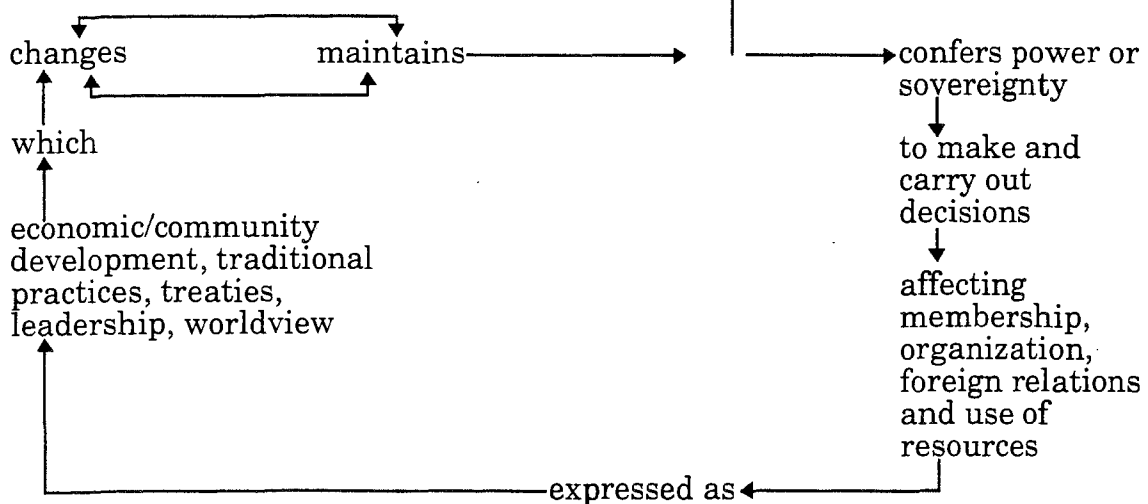 changes maintains confers power or
sovereignty
which
to make and
carry out
decisions
economic/community
development, traditional
practices, treaties,
leadership, worldview
affecting
membership,
organization,
foreign relations
and use of
resources
expressed as